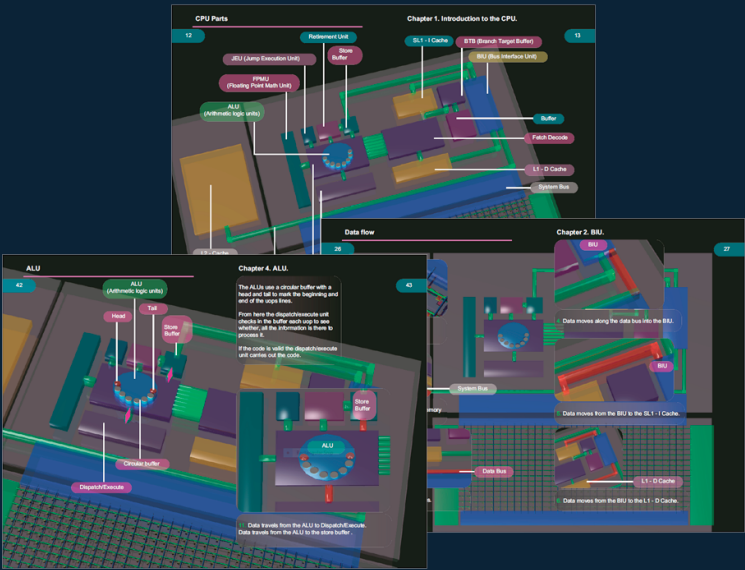 CPU Parts
Chapter 1. Introduction to the CPU.
12
13
Retirement Unit
SL1 - I Cache
BTB (Branch Target Buffer)
JEU (Jump Execution Unit)
Store
Buffer
BIU (Bus Interface Unit)
FPMU
(Floating Point Math Unit)
ALU
(Arithmetic logic units)
Buffer
Fetch Decode
L1 - D Cache
System Bus
L2 - Cache
Data flow
Chapter 2. BIU.
26
27
BIU
Data moves along the data bus into the BIU.
BIU
System Bus
Data moves from the BIU to the SL1 - I Cache.
Data Bus
L1 - D Cache
Data moves from the BIU to the L1 - D Cache.
ALU
Chapter 4. ALU.
42
43
ALU
(Arithmetic logic units)
Head
Tail
Store
Buffer
The ALUs use a circular buffer with a
head and tail to mark the beginning and
end of the uops lines.
From here the dispatch/execute unit
checks in the buffer each uop to see
whether, all the information is there to
process it.
If the code is valid the dispatch/execute
unit carries out the code.
Store
Buffer
ALU
Circular buffer
Dispatch/Execute
Data travels from the ALU to Dispatch/Execute.
Data travels from the ALU to the store buffer .